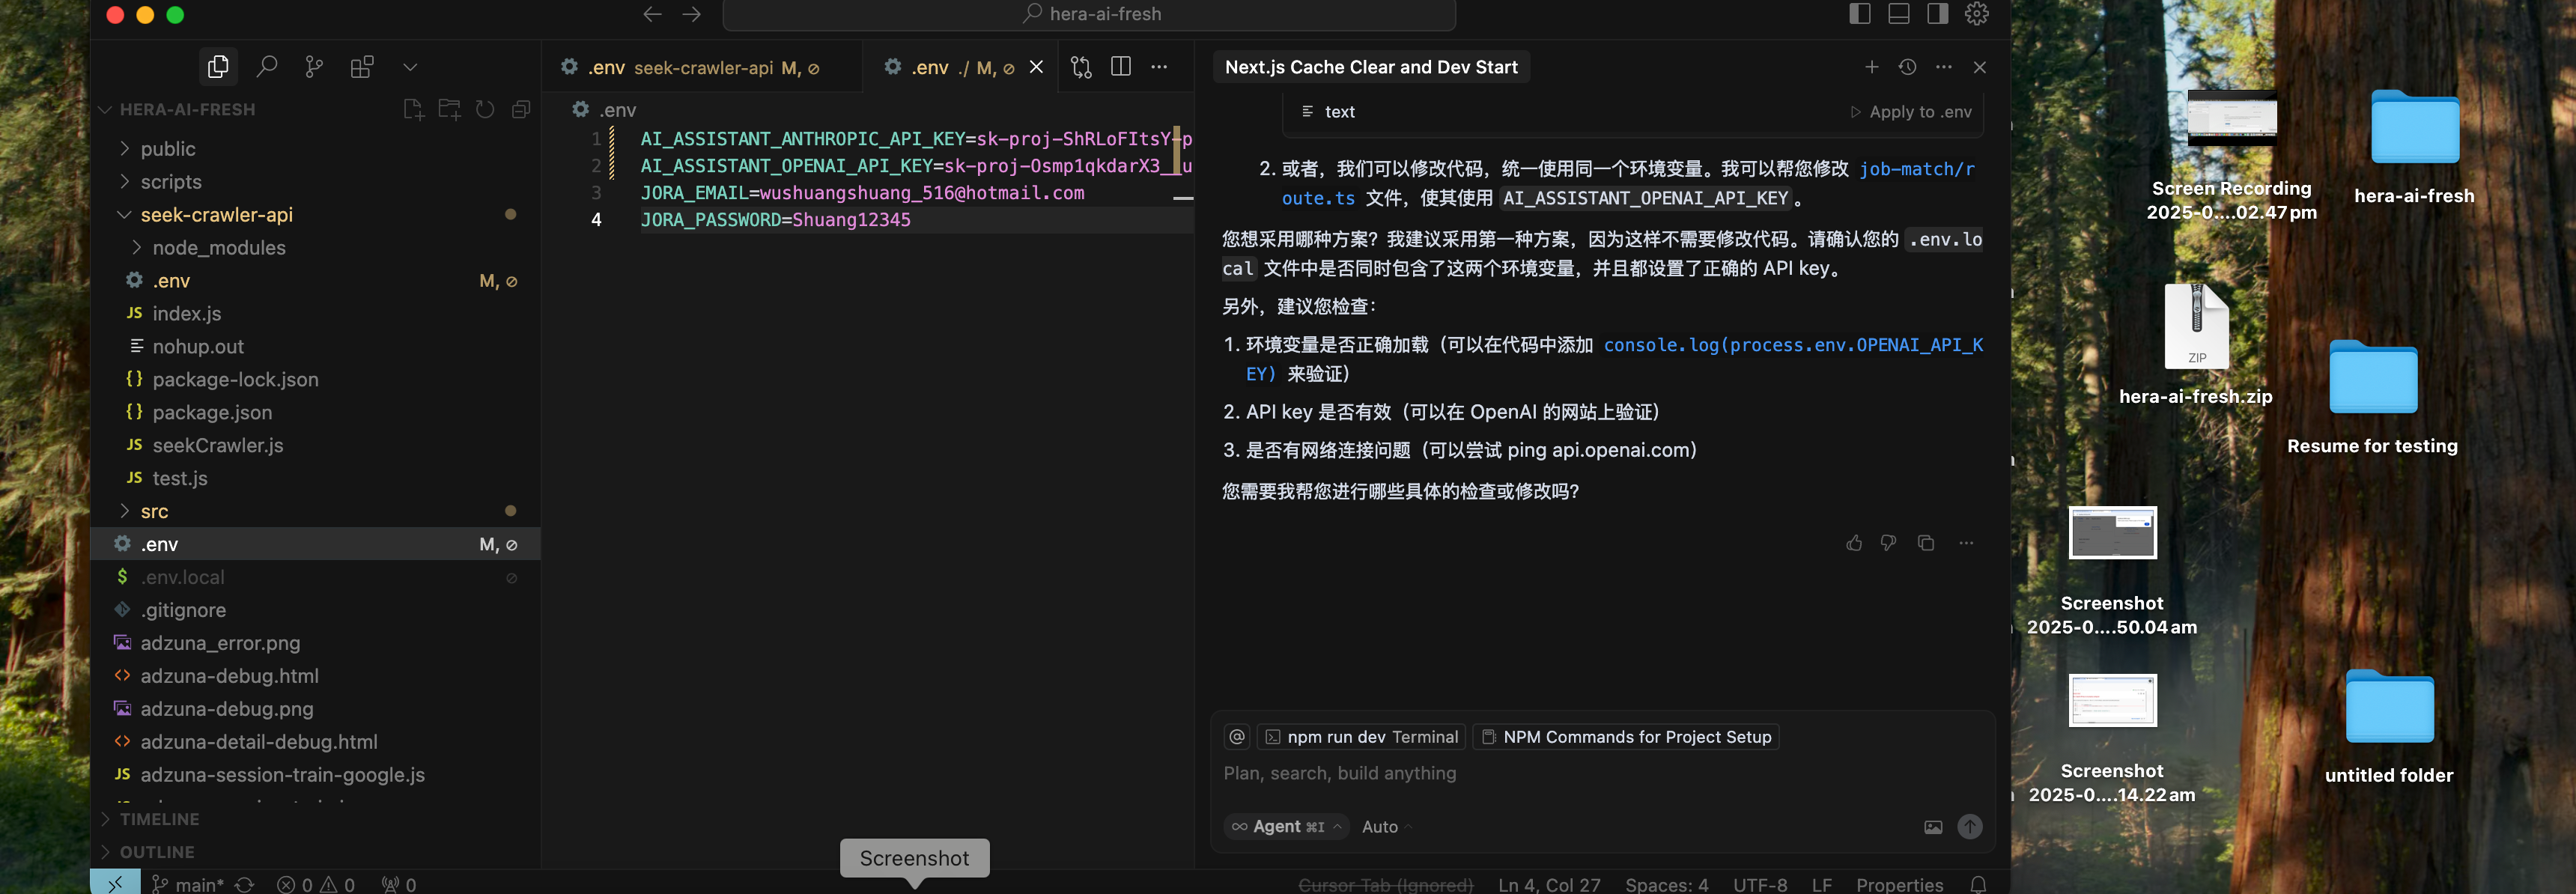 hera-ai-fresh
HERA-AI-FRESH
public
scripts
seek-crawler-api
node_modules
.env M,
index.js
nohup.out
package-lock.json
package.json
seekCrawler.js
test.js
src
.env M,
.env.local
.gitignore
adzuna_error.png
adzuna-debug.html
adzuna-debug.png
adzuna-detail-debug.html
adzuna-session-train-google.js
TIMELINE
OUTLINE
main* 0 0 0
.env seek-crawler-api M,
.env ./ M,
.env
1 AI_ASSISTANT_ANTHROPIC_API_KEY=sk-proj-ShRLoFItsY-p
2 AI_ASSISTANT_OPENAI_API_KEY=sk-proj-Osmp1qkdarX3__u
3 JORA_EMAIL=wushuangshuang_516@hotmail.com
4 JORA_PASSWORD=Shuang12345
Next.js Cache Clear and Dev Start
text Apply to .env
2. 或者，我们可以修改代码，统一使用同一个环境变量。我可以帮您修改 job-match/r
oute.ts 文件，使其使用 AI_ASSISTANT_OPENAI_API_KEY。
您想采用哪种方案？我建议采用第一种方案，因为这样不需要修改代码。请确认您的 .env.lo
cal 文件中是否同时包含了这两个环境变量，并且都设置了正确的 API key。
另外，建议您检查：
1. 环境变量是否正确加载（可以在代码中添加 console.log(process.env.OPENAI_API_K
EY) 来验证）
2. API key 是否有效（可以在 OpenAI 的网站上验证）
3. 是否有网络连接问题（可以尝试 ping api.openai.com）
您需要我帮您进行哪些具体的检查或修改吗？
@ npm run dev Terminal NPM Commands for Project Setup
Plan, search, build anything
Agent ⌘I Auto
Screenshot
Cursor Tab (Ignored) Ln 4, Col 27 Spaces: 4 UTF-8 LF Properties
Screen Recording
2025-0....02.47 pm
hera-ai-fresh
ZIP
hera-ai-fresh.zip
Resume for testing
Screenshot
2025-0....50.04 am
Screenshot
2025-0....14.22 am
untitled folder